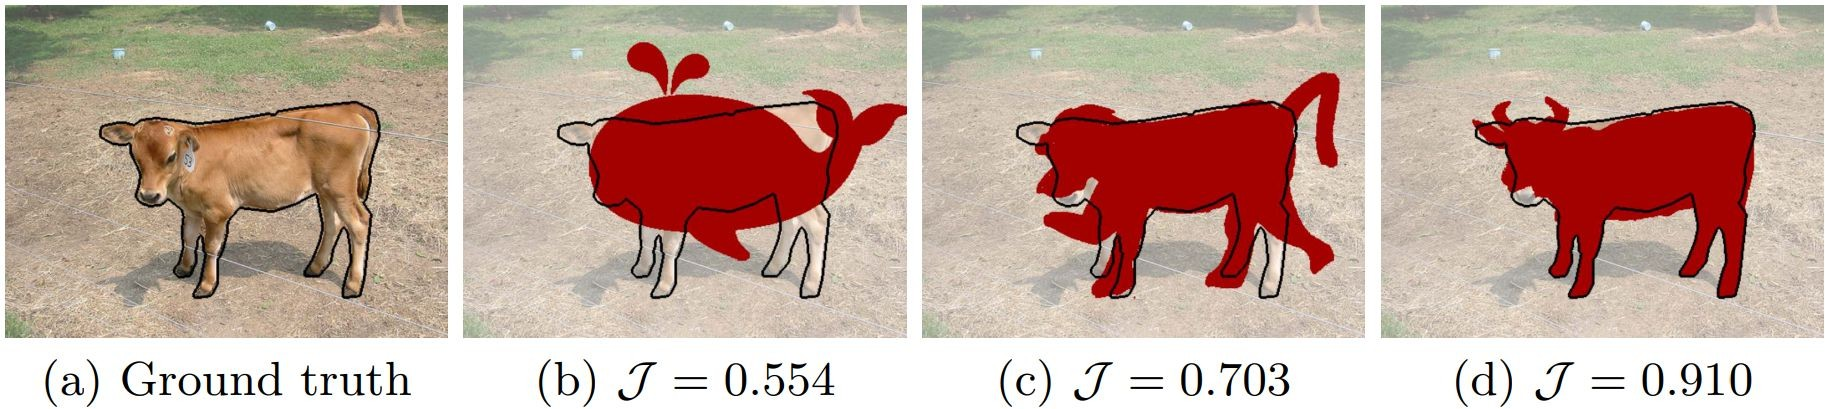 (a) Ground truth
(b) 𝒥 = 0.554
(c) 𝒥 = 0.703
(d) 𝒥 = 0.910